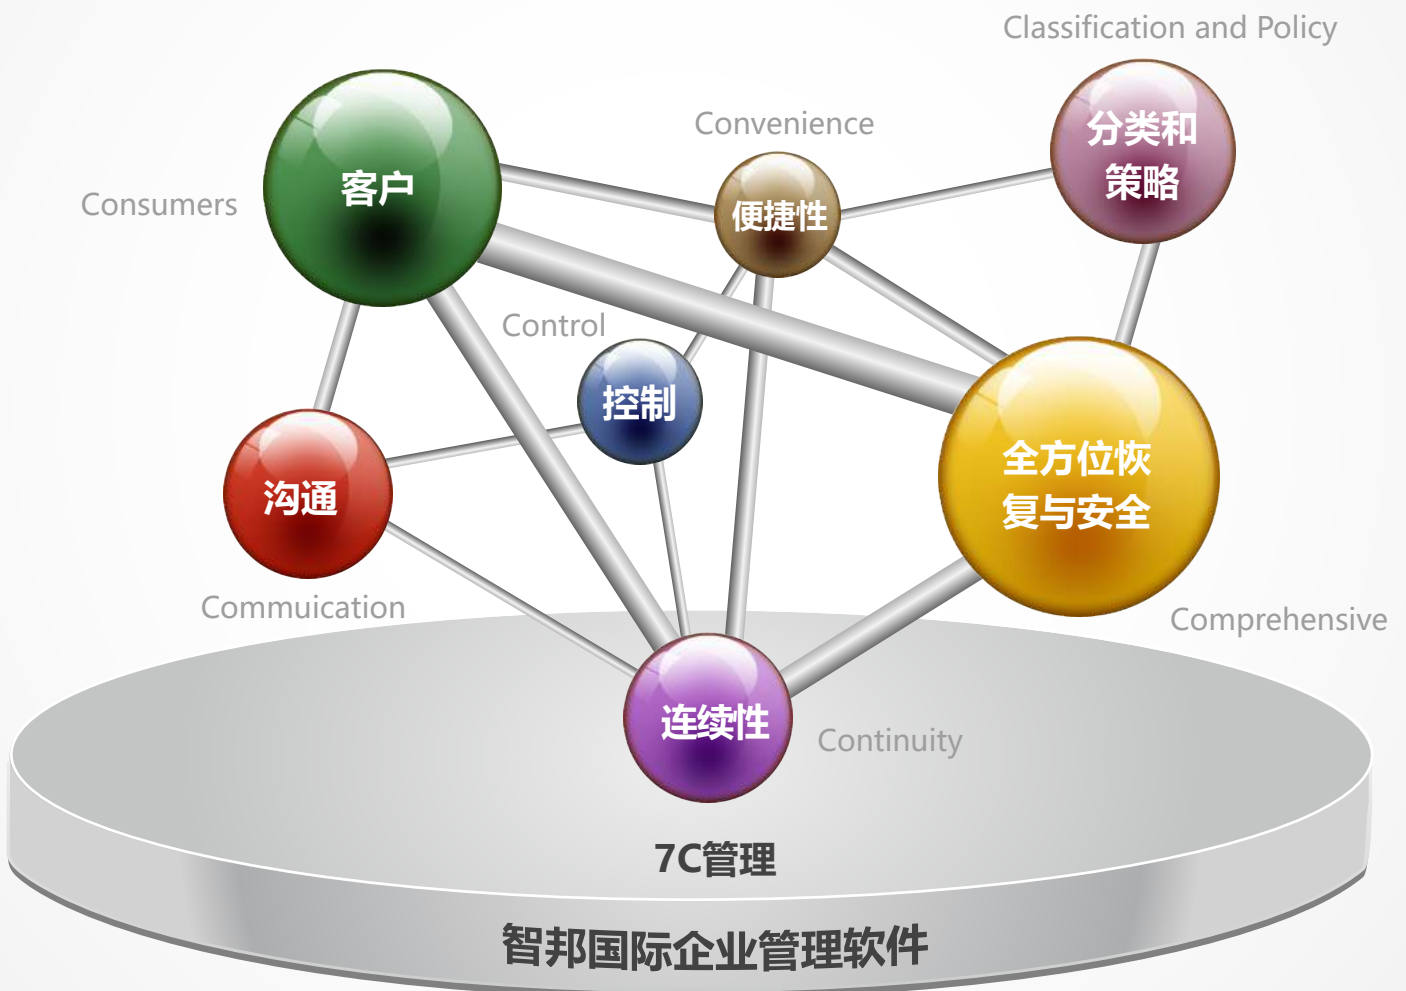 Classification and Policy
Convenience
分类和
策略
客户
Consumers
便捷性
Control
控制
全方位恢
复与安全
沟通
Commuication
Comprehensive
连续性
Continuity
7C管理
智邦国际企业管理软件